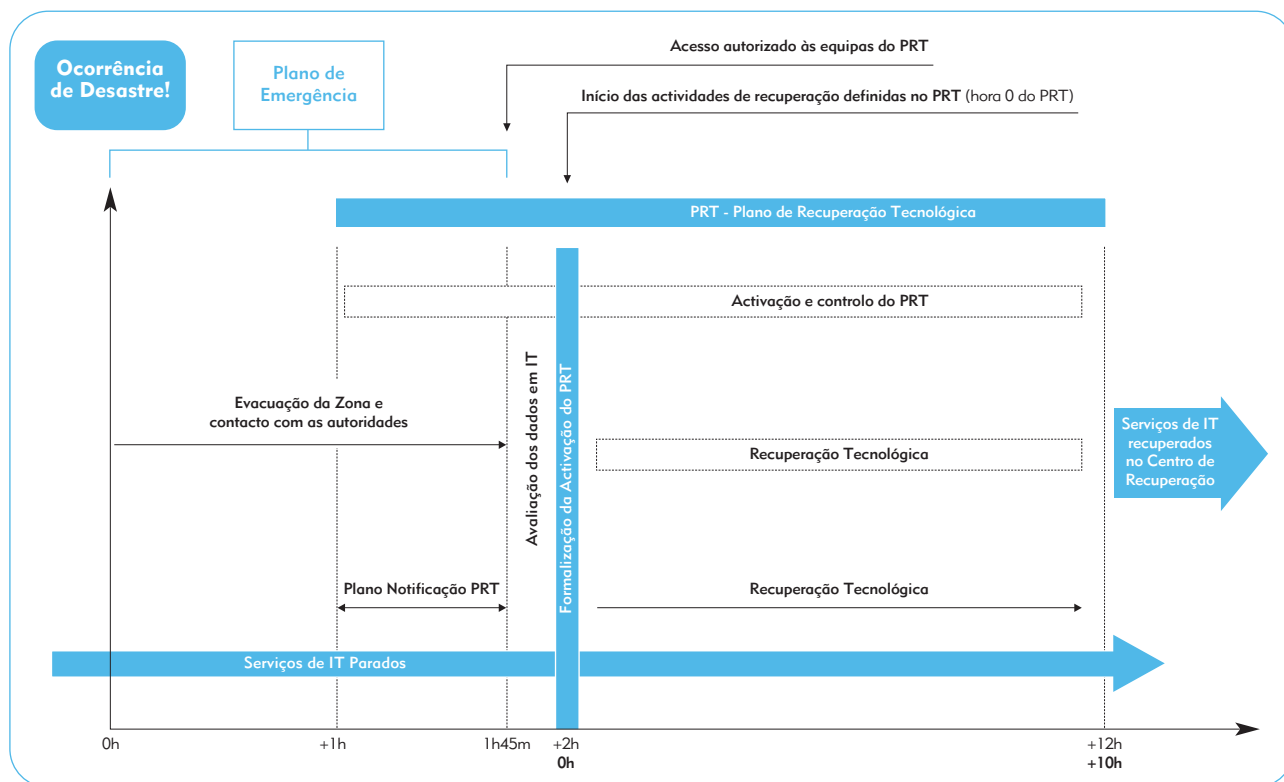 Ocorrência
de Desastre!
Plano de
Emergência
Acesso autorizado às equipas do PRT
Início das actividades de recuperação definidas no PRT (hora 0 do PRT)
PRT - Plano de Recuperação Tecnológica
Activação e controlo do PRT
Evacuação da Zona e
contacto com as autoridades
Avaliação dos dados em IT
Formalização da Activação do PRT
Recuperação Tecnológica
Serviços de IT
recuperados
no Centro de
Recuperação
Plano Notificação PRT
Recuperação Tecnológica
Serviços de IT Parados
0h
+1h
1h45m
+2h
0h
+12h
+10h